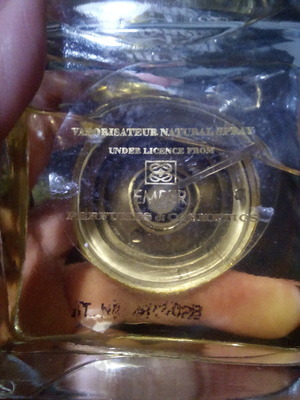 VAPORISATEUR NATURAL SPRAY
UNDER LICENCE FROM
EMPER
PERFUMES & COSMETICS